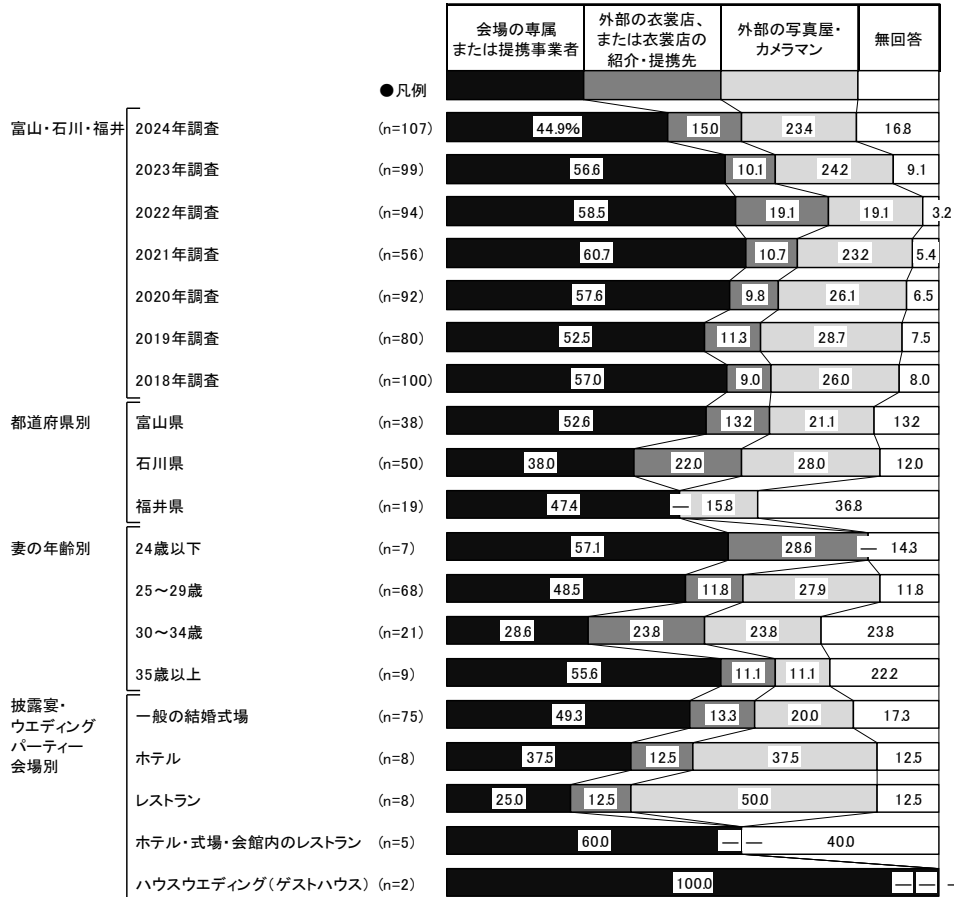 会場の専属
または提携事業者
外部の衣裳店、
または衣裳店の
紹介・提携先
外部の写真屋・
カメラマン
無回答
●凡例
富山・石川・福井 2024年調査 (n=107) 44.9% 15.0 23.4 16.8
2023年調査 (n=99) 56.6 10.1 24.2 9.1
2022年調査 (n=94) 58.5 19.1 19.1 3.2
2021年調査 (n=56) 60.7 10.7 23.2 5.4
2020年調査 (n=92) 57.6 9.8 26.1 6.5
2019年調査 (n=80) 52.5 11.3 28.7 7.5
2018年調査 (n=100) 57.0 9.0 26.0 8.0
都道府県別 富山県 (n=38) 52.6 13.2 21.1 13.2
石川県 (n=50) 38.0 22.0 28.0 12.0
福井県 (n=19) 47.4 — 15.8 36.8
妻の年齢別 24歳以下 (n=7) 57.1 28.6 — 14.3
25～29歳 (n=68) 48.5 11.8 27.9 11.8
30～34歳 (n=21) 28.6 23.8 23.8 23.8
35歳以上 (n=9) 55.6 11.1 11.1 22.2
披露宴・
ウエディング
パーティー
会場別
一般の結婚式場 (n=75) 49.3 13.3 20.0 17.3
ホテル (n=8) 37.5 12.5 37.5 12.5
レストラン (n=8) 25.0 12.5 50.0 12.5
ホテル・式場・会館内のレストラン (n=5) 60.0 — — 40.0
ハウスウエディング(ゲストハウス) (n=2) 100.0 — — —